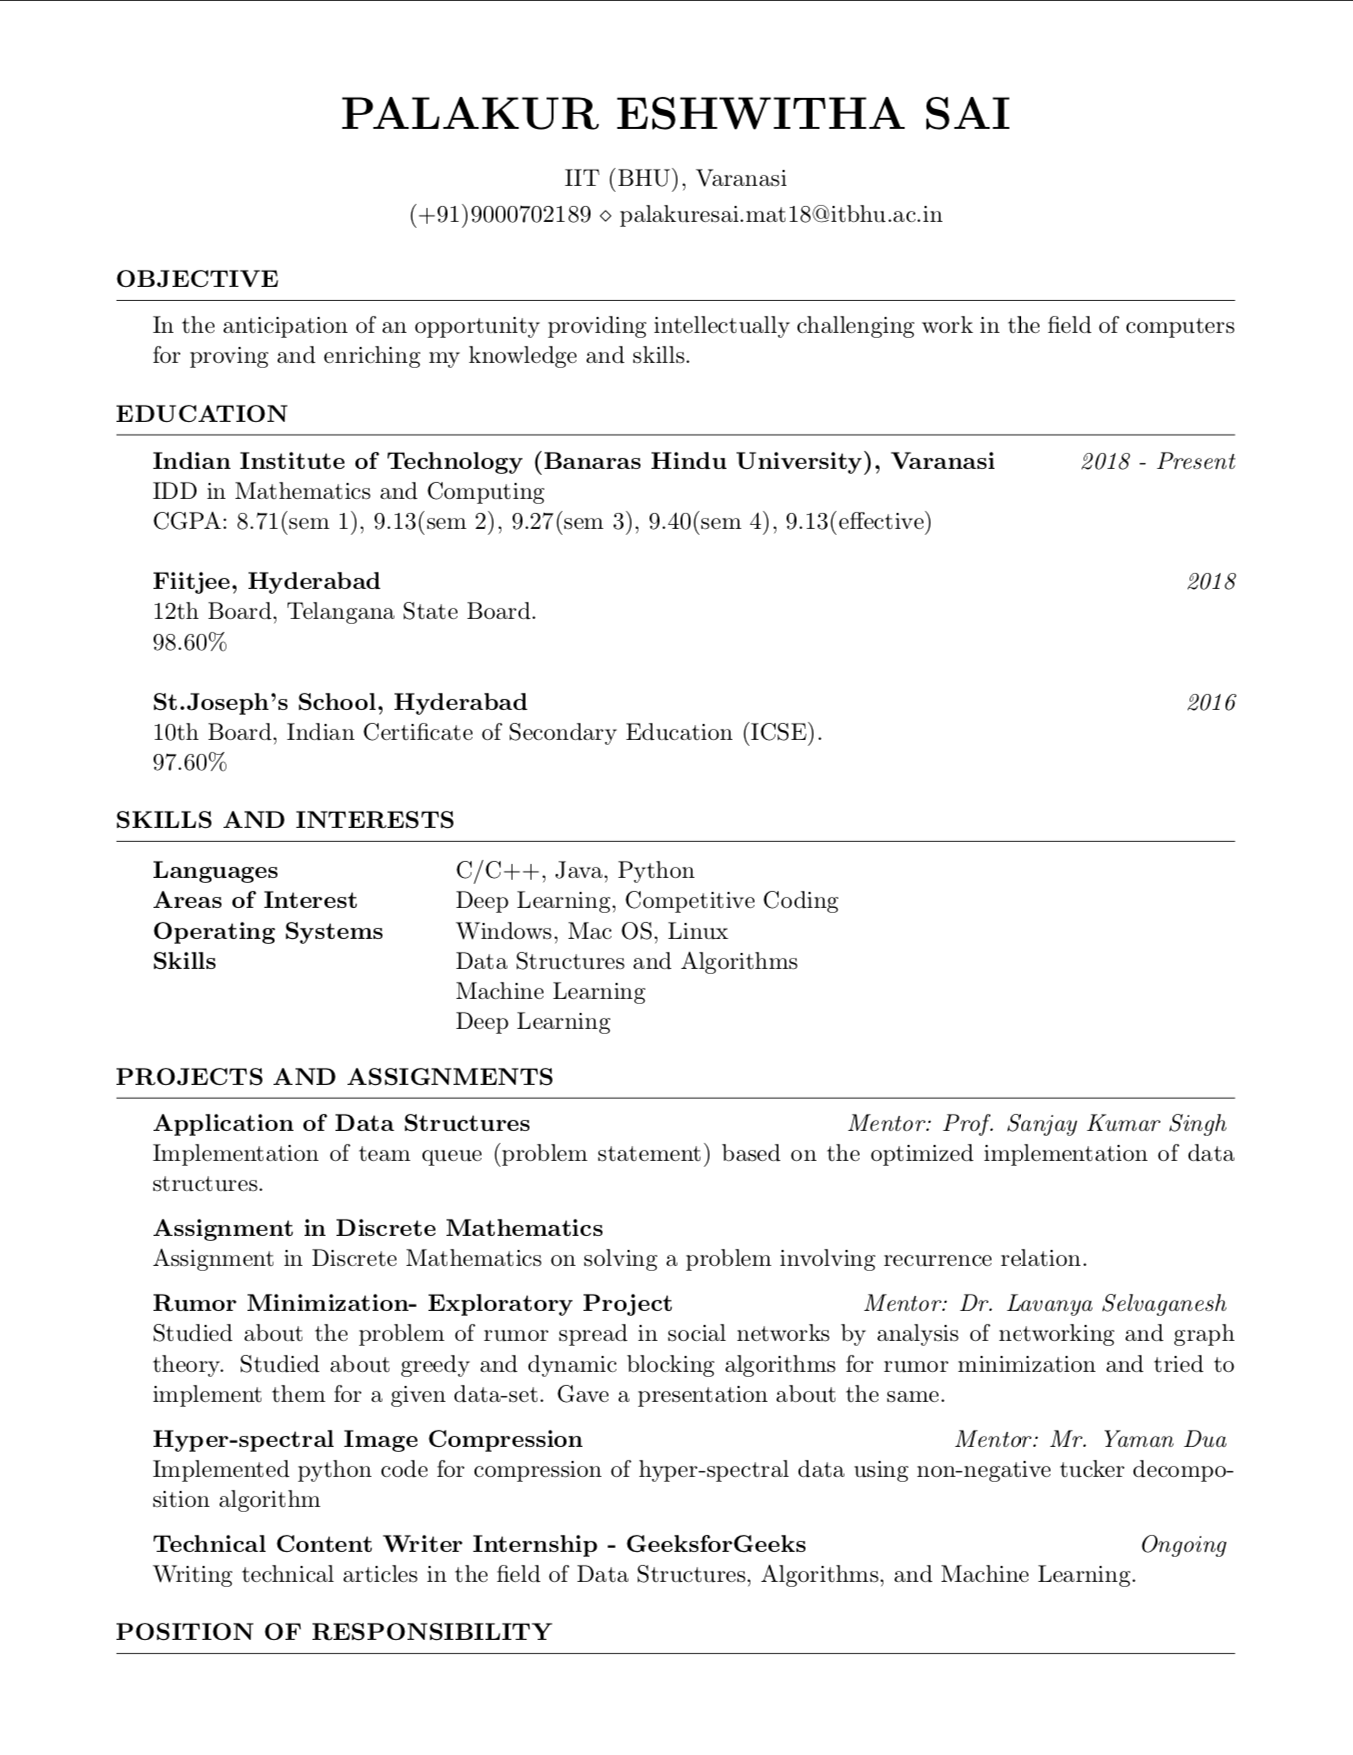 PALAKUR ESHWITHA SAI
IIT (BHU), Varanasi
(+91)9000702189 ⋄ palakuresai.mat18@itbhu.ac.in
OBJECTIVE
In the anticipation of an opportunity providing intellectually challenging work in the field of computers
for proving and enriching my knowledge and skills.
EDUCATION
Indian Institute of Technology (Banaras Hindu University), Varanasi 2018 - Present
IDD in Mathematics and Computing
CGPA: 8.71(sem 1), 9.13(sem 2), 9.27(sem 3), 9.40(sem 4), 9.13(effective)
Fiitjee, Hyderabad 2018
12th Board, Telangana State Board.
98.60%
St.Joseph's School, Hyderabad 2016
10th Board, Indian Certificate of Secondary Education (ICSE).
97.60%
SKILLS AND INTERESTS
Languages C/C++, Java, Python
Areas of Interest Deep Learning, Competitive Coding
Operating Systems Windows, Mac OS, Linux
Skills Data Structures and Algorithms
Machine Learning
Deep Learning
PROJECTS AND ASSIGNMENTS
Application of Data Structures Mentor: Prof. Sanjay Kumar Singh
Implementation of team queue (problem statement) based on the optimized implementation of data
structures.
Assignment in Discrete Mathematics
Assignment in Discrete Mathematics on solving a problem involving recurrence relation.
Rumor Minimization- Exploratory Project Mentor: Dr. Lavanya Selvaganesh
Studied about the problem of rumor spread in social networks by analysis of networking and graph
theory. Studied about greedy and dynamic blocking algorithms for rumor minimization and tried to
implement them for a given data-set. Gave a presentation about the same.
Hyper-spectral Image Compression Mentor: Mr. Yaman Dua
Implemented python code for compression of hyper-spectral data using non-negative tucker decompo-
sition algorithm
Technical Content Writer Internship - GeeksforGeeks Ongoing
Writing technical articles in the field of Data Structures, Algorithms, and Machine Learning.
POSITION OF RESPONSIBILITY